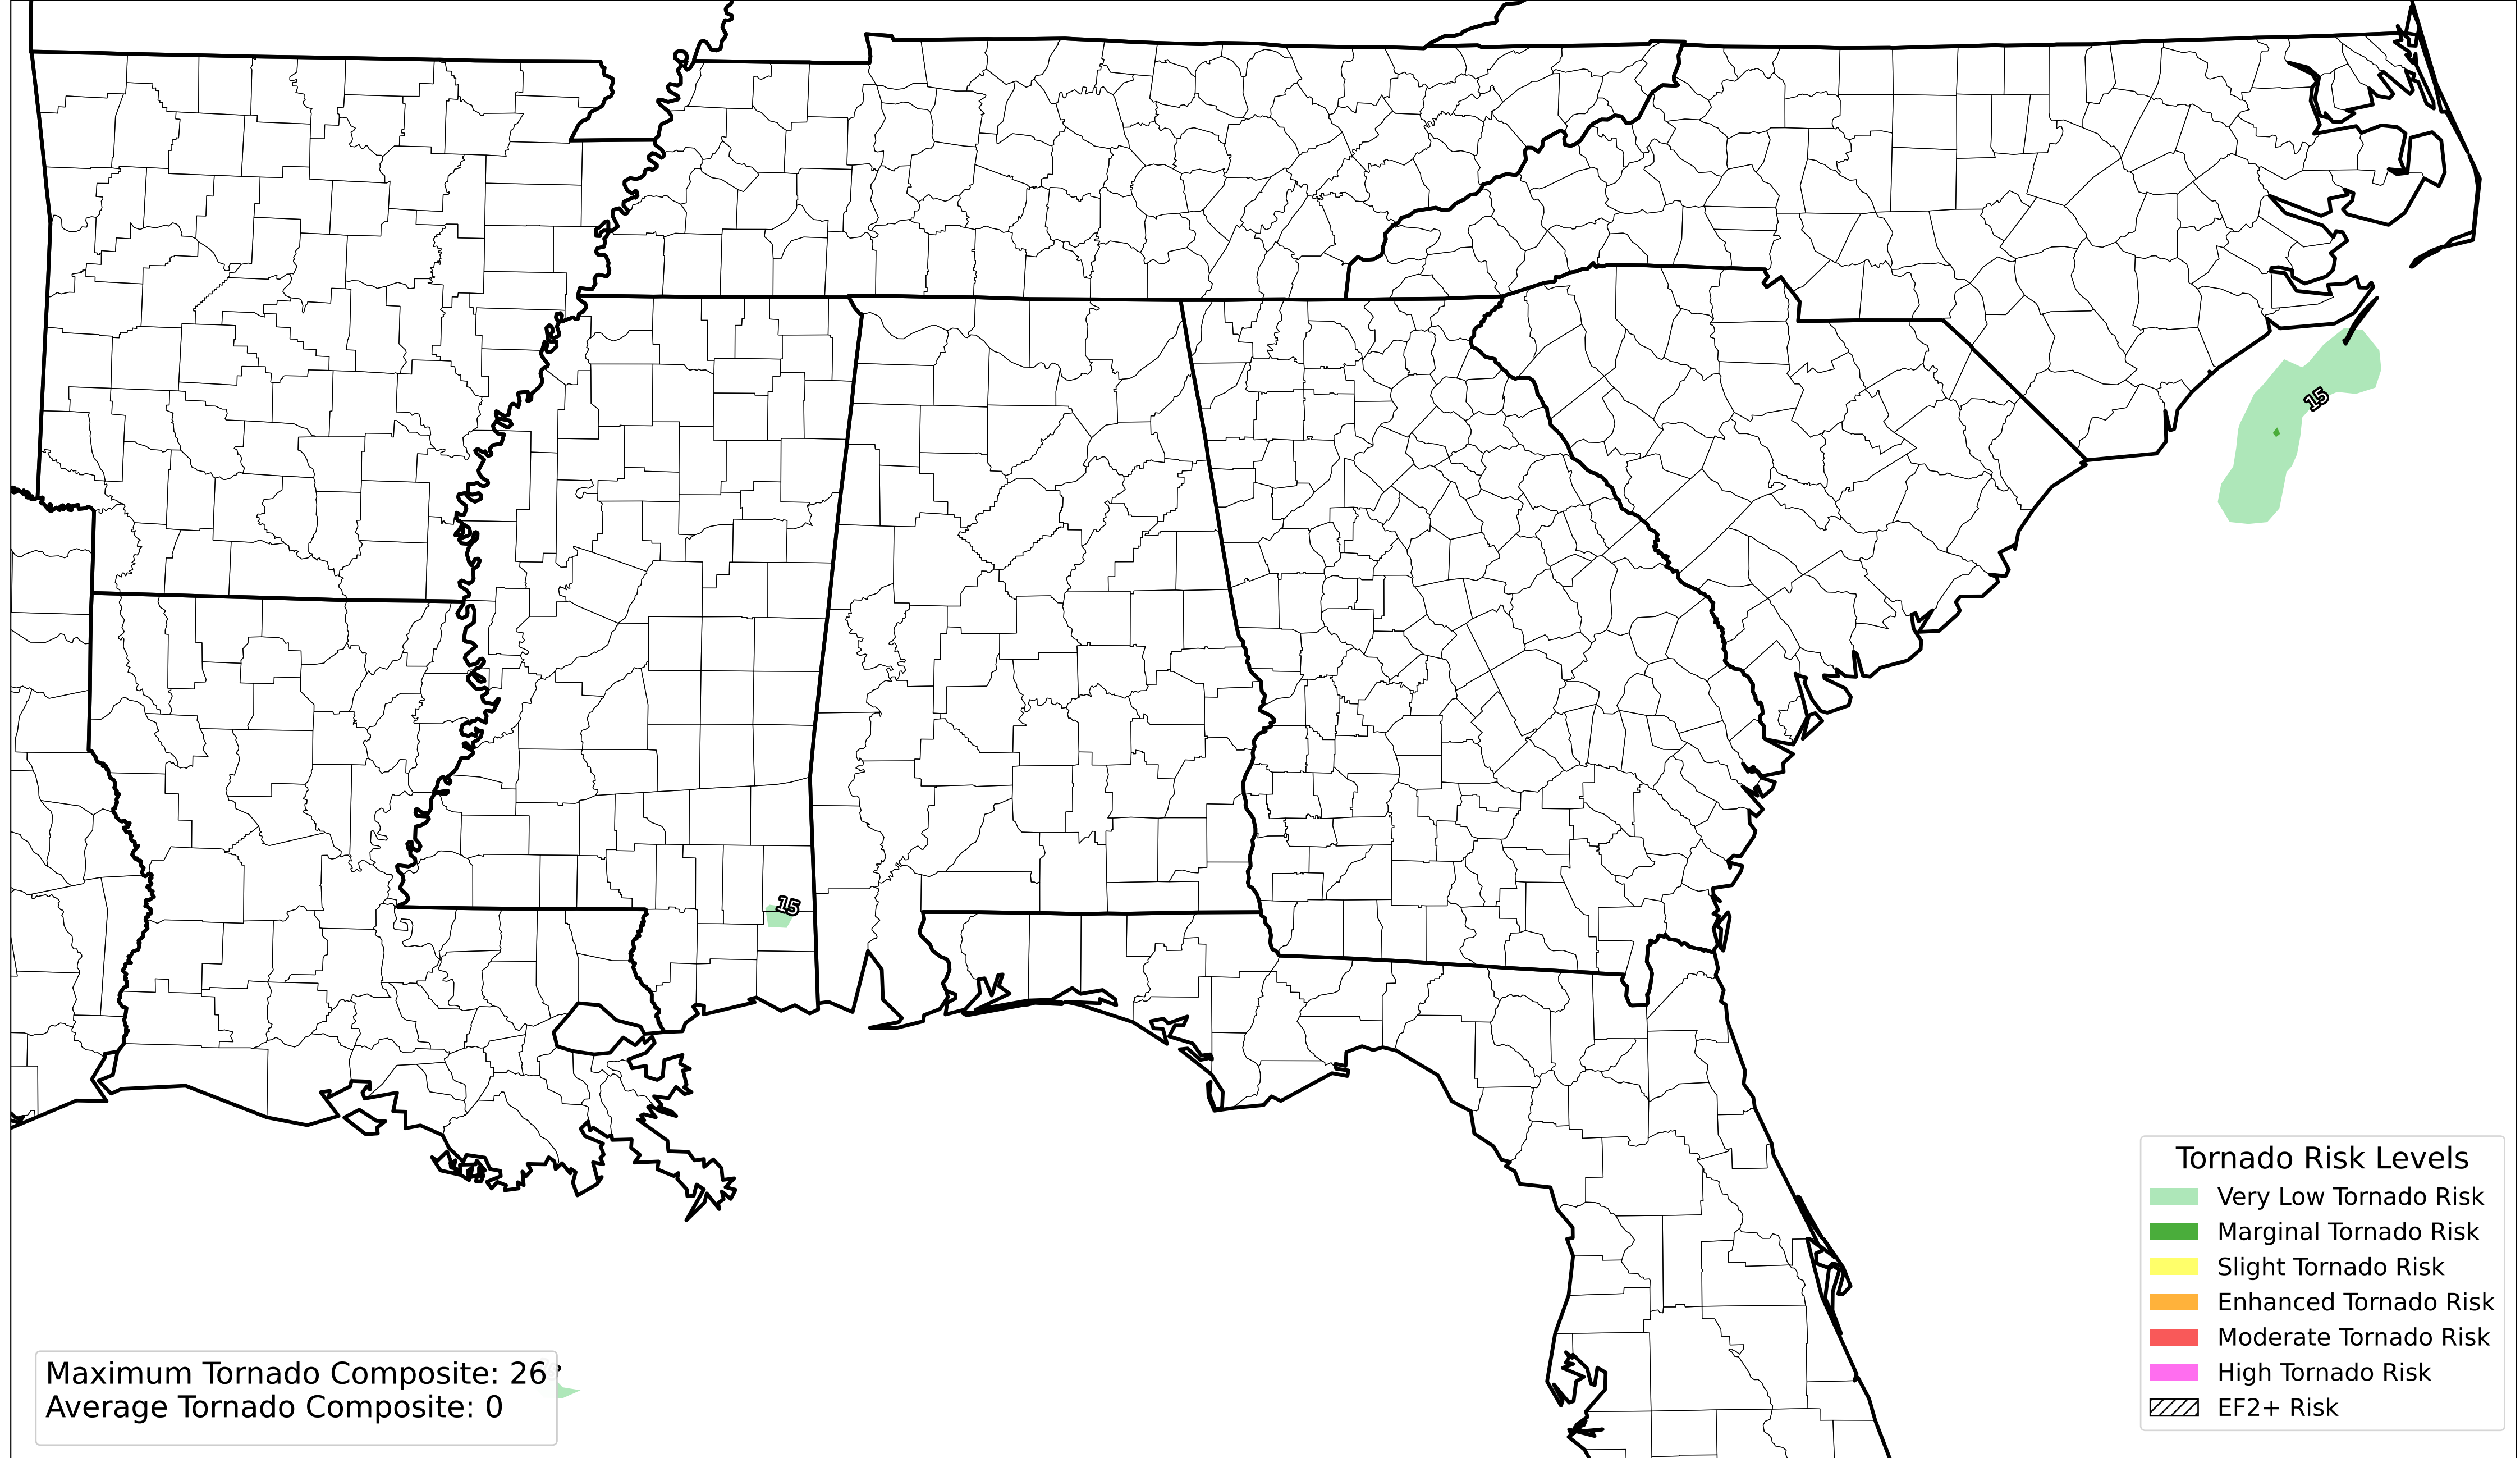 15
15
Tornado Risk Levels
Very Low Tornado Risk
Marginal Tornado Risk
Slight Tornado Risk
Enhanced Tornado Risk
Moderate Tornado Risk
High Tornado Risk
EF2+ Risk
Maximum Tornado Composite: 26
Average Tornado Composite: 0